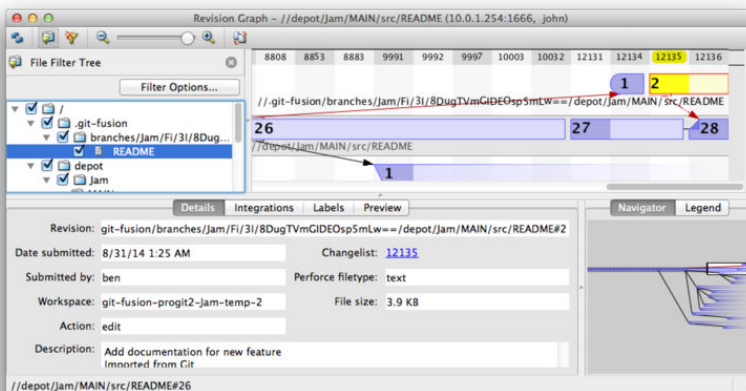 Revision Graph - //depot/Jam/MAIN/src/README (10.0.1.254:1666, john)
File Filter Tree
Filter Options...
/
.git-fusion
branches/Jam/Fi/3I/8Dug...
README
depot
Jam
8808 8853 8883 9991 9992 9997 10003 10032 12131 12134 12135 12136
1 2
//.git-fusion/branches/Jam/Fi/3I/8DugTVmGIDEOsp5mLw==/depot/Jam/MAIN/src/README
26 27 28
//depot/Jam/MAIN/src/README
1
Details Integrations Labels Preview
Navigator Legend
Revision: git-fusion/branches/Jam/Fi/3I/8DugTVmGIDEOsp5mLw==/depot/Jam/MAIN/src/README#2
Date submitted: 8/31/14 1:25 AM Changelist: 12135
Submitted by: ben Perforce filetype: text
Workspace: git-fusion-progit2-Jam-temp-2 File size: 3.9 KB
Action: edit
Description: Add documentation for new feature
Imported from Git
//depot/Jam/MAIN/src/README#26